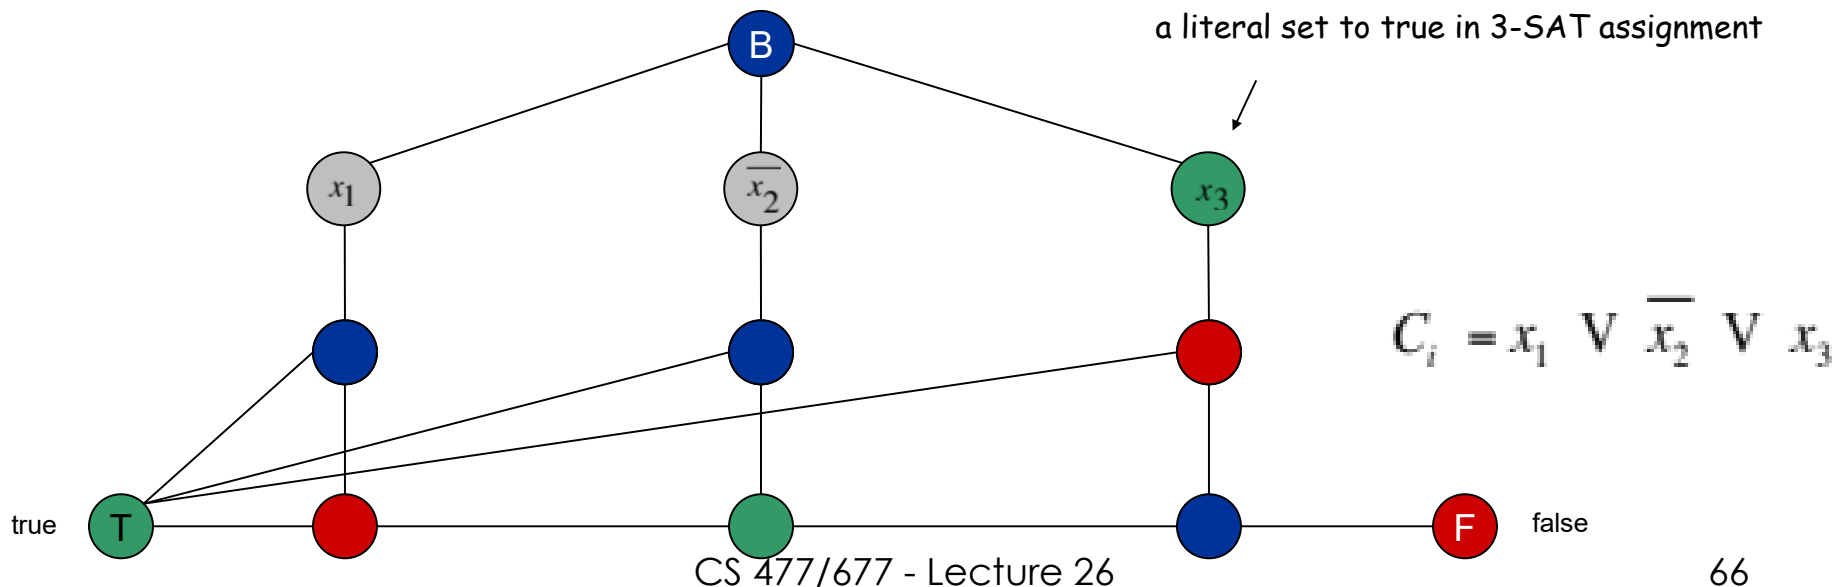 a literal set to true in 3-SAT assignment
B
x₁
x̅₂
x₃
Cᵢ = x₁ V x̅₂ V x₃
true
T
F
false
CS 477/677 - Lecture 26
66